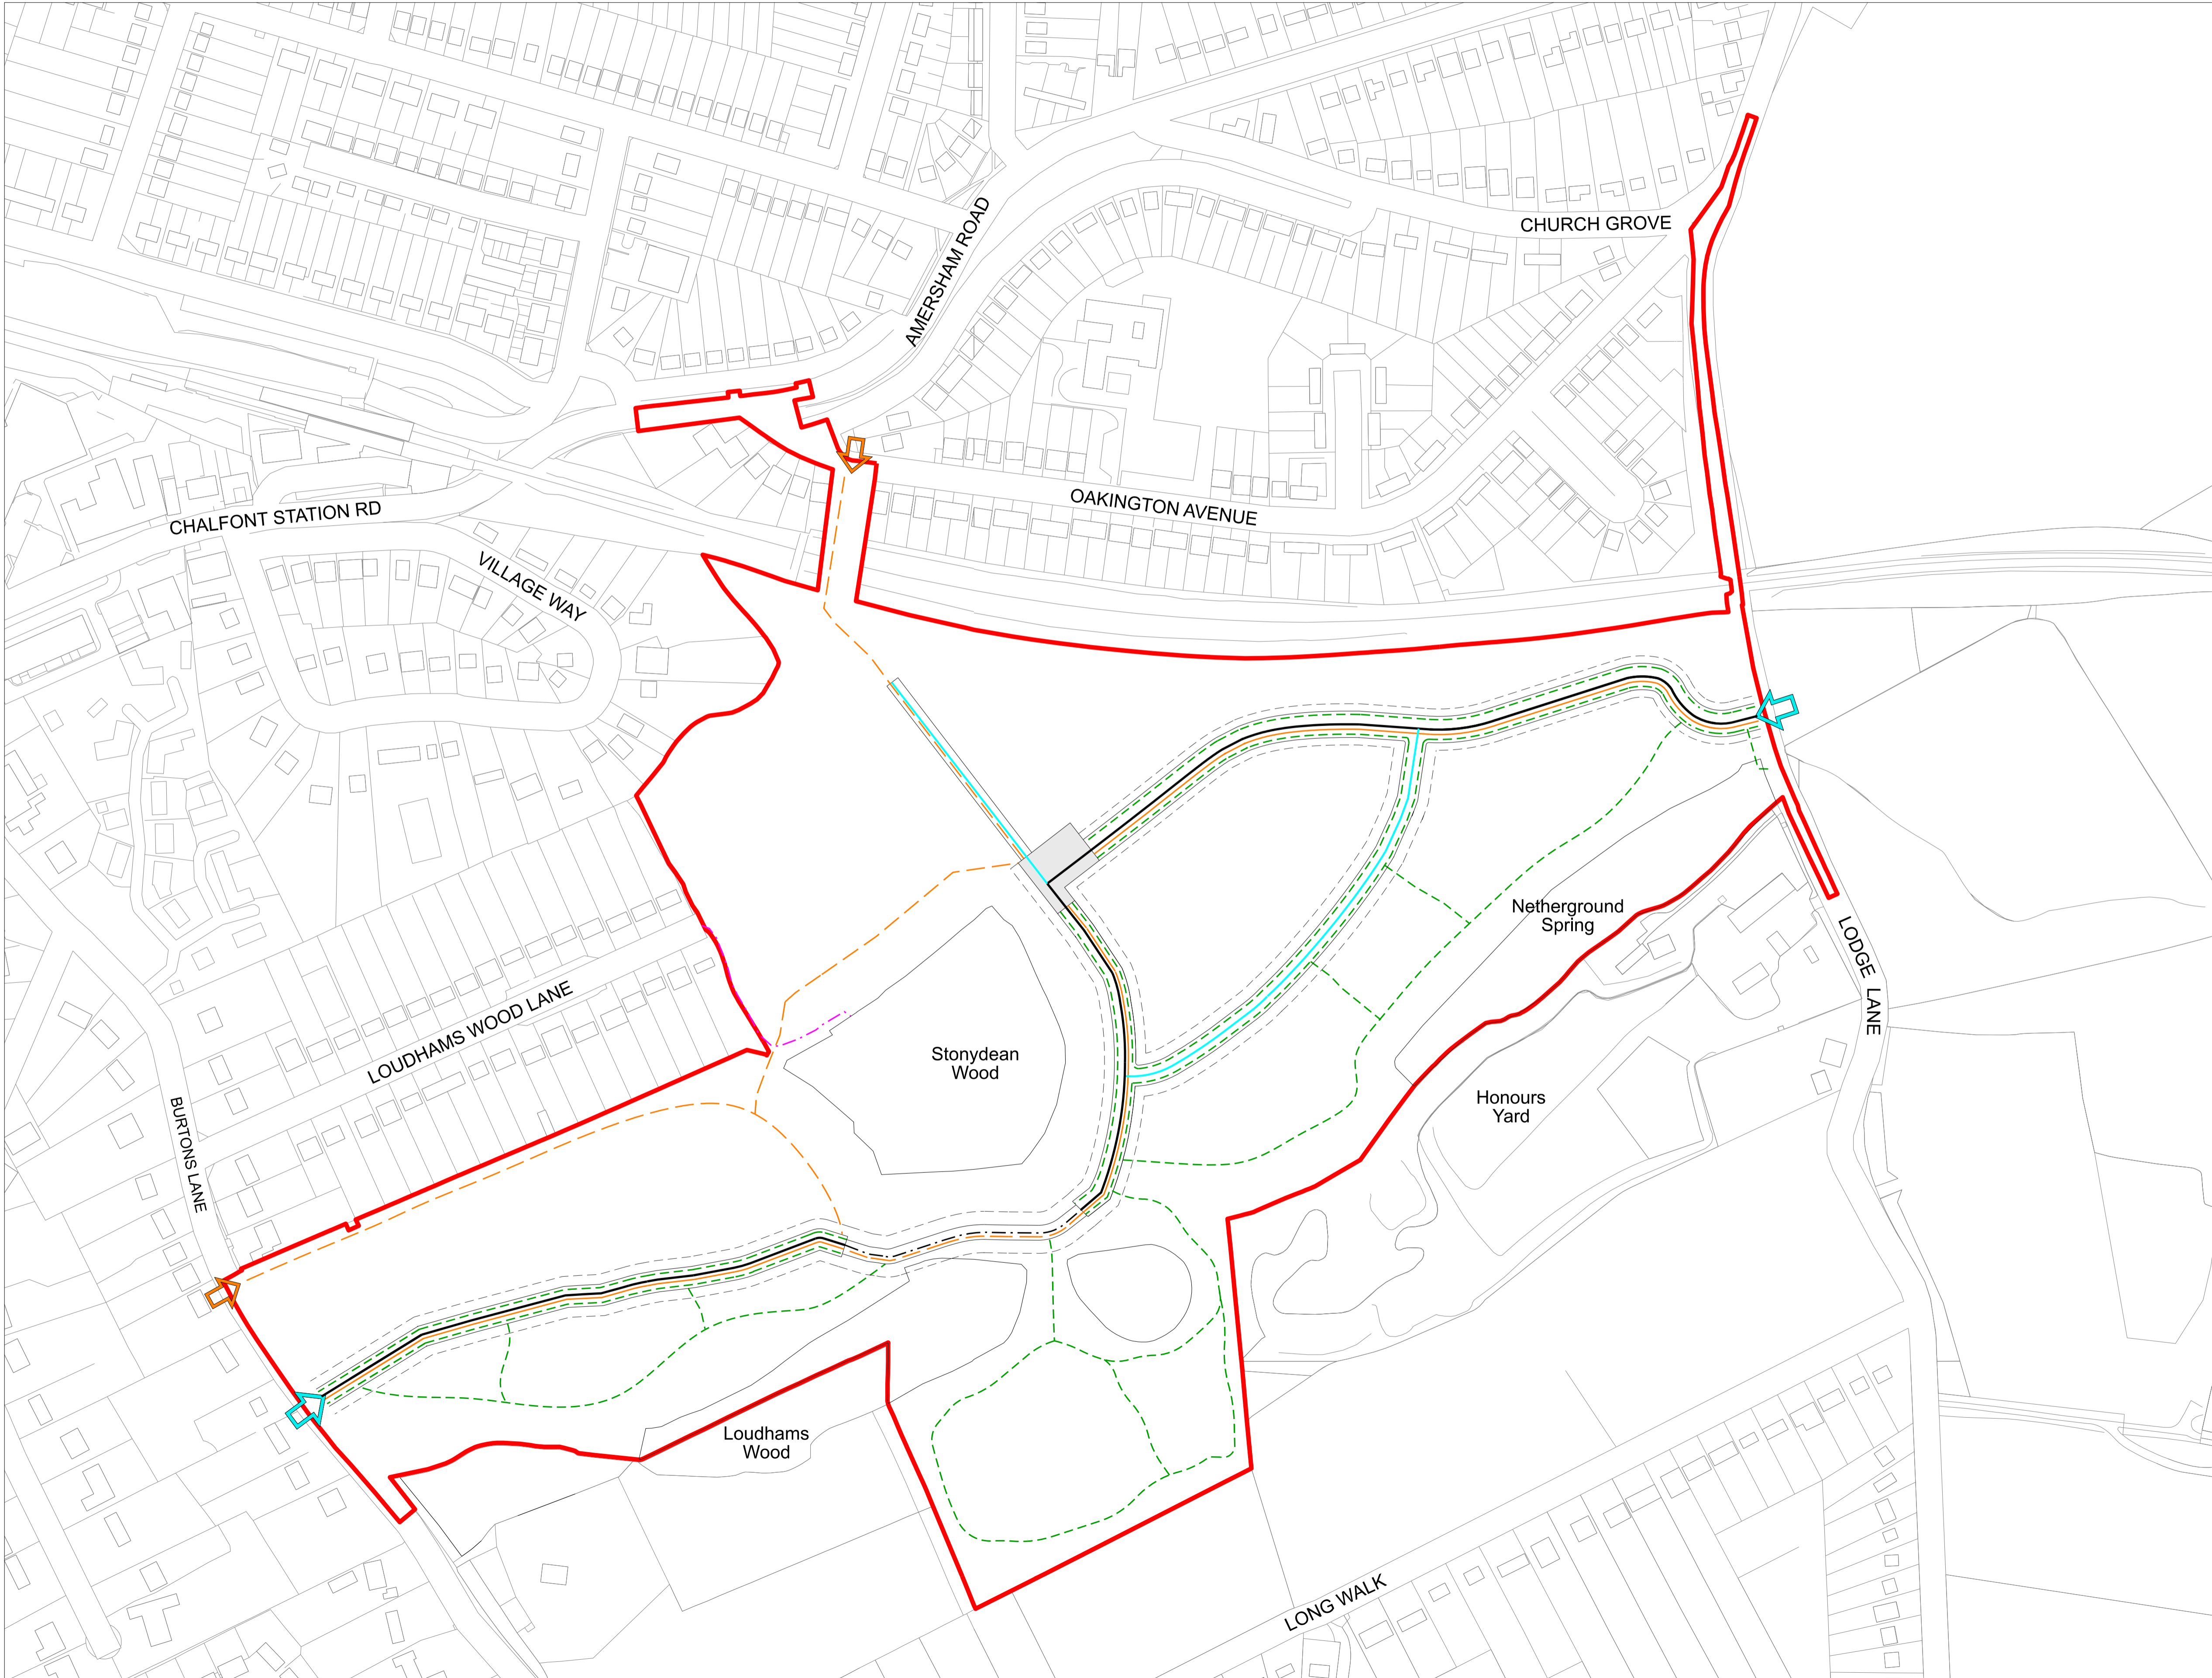 AMERSHAM ROAD
CHURCH GROVE
CHALFONT STATION RD
OAKINGTON AVENUE
VILLAGE WAY
Netherground
Spring
LODGE LANE
LOUDHAMS WOOD LANE
Stonydean
Wood
Honours
Yard
BURTONS LANE
Loudhams
Wood
LONG WALK